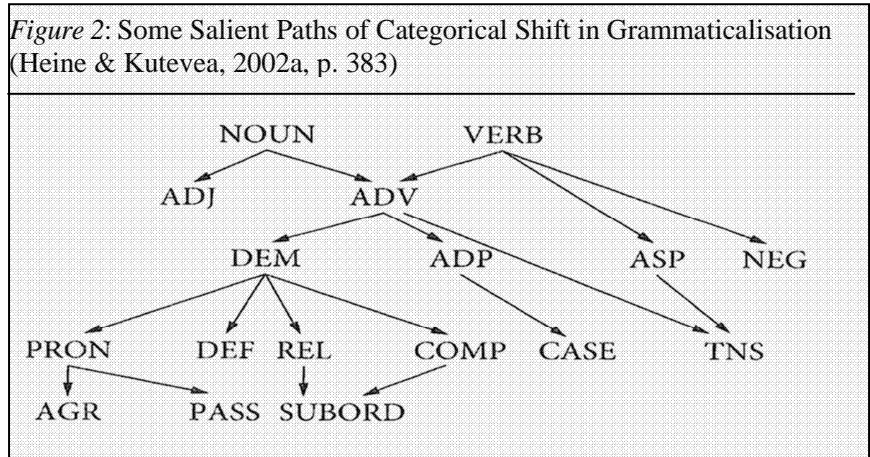 Figure 2: Some Salient Paths of Categorical Shift in Grammaticalisation
(Heine & Kutevea, 2002a, p. 383)
NOUN VERB
ADJ ADV
DEM ADP ASP NEG
PRON DEF REL COMP CASE TNS
AGR PASS SUBORD